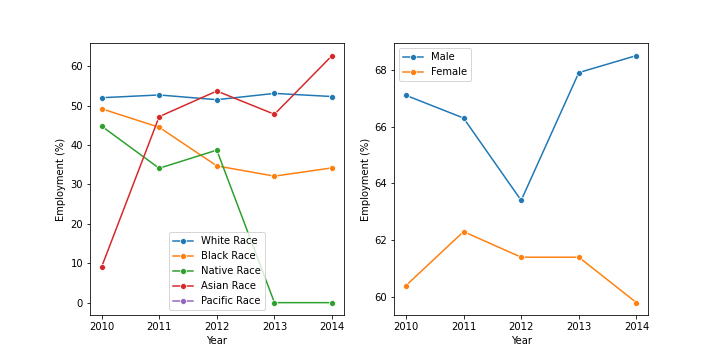 60
50
40
30
20
10
0
Employment (%)
2010 2011 2012 2013 2014
Year
White Race
Black Race
Native Race
Asian Race
Pacific Race
68
66
64
62
60
Employment (%)
2010 2011 2012 2013 2014
Year
Male
Female